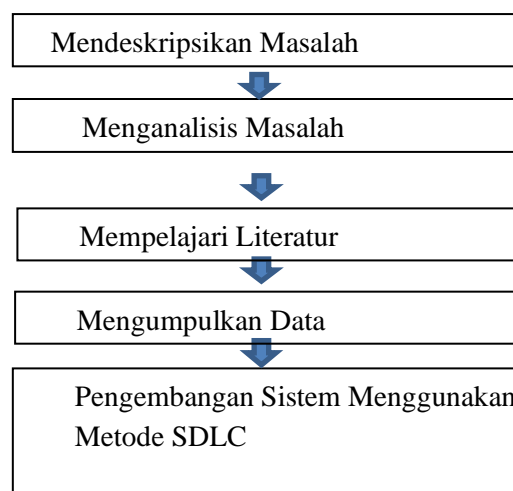 Mendeskripsikan Masalah
Menganalisis Masalah
Mempelajari Literatur
Mengumpulkan Data
Pengembangan Sistem Menggunakan
Metode SDLC